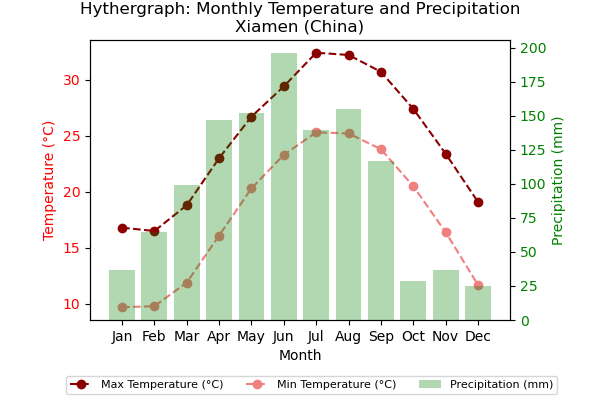 Hythergraph: Monthly Temperature and Precipitation
Xiamen (China)
Temperature (°C)
30
25
20
15
10
Precipitation (mm)
200
175
150
125
100
75
50
25
0
Jan Feb Mar Apr May Jun Jul Aug Sep Oct Nov Dec
Month
Max Temperature (°C) Min Temperature (°C) Precipitation (mm)